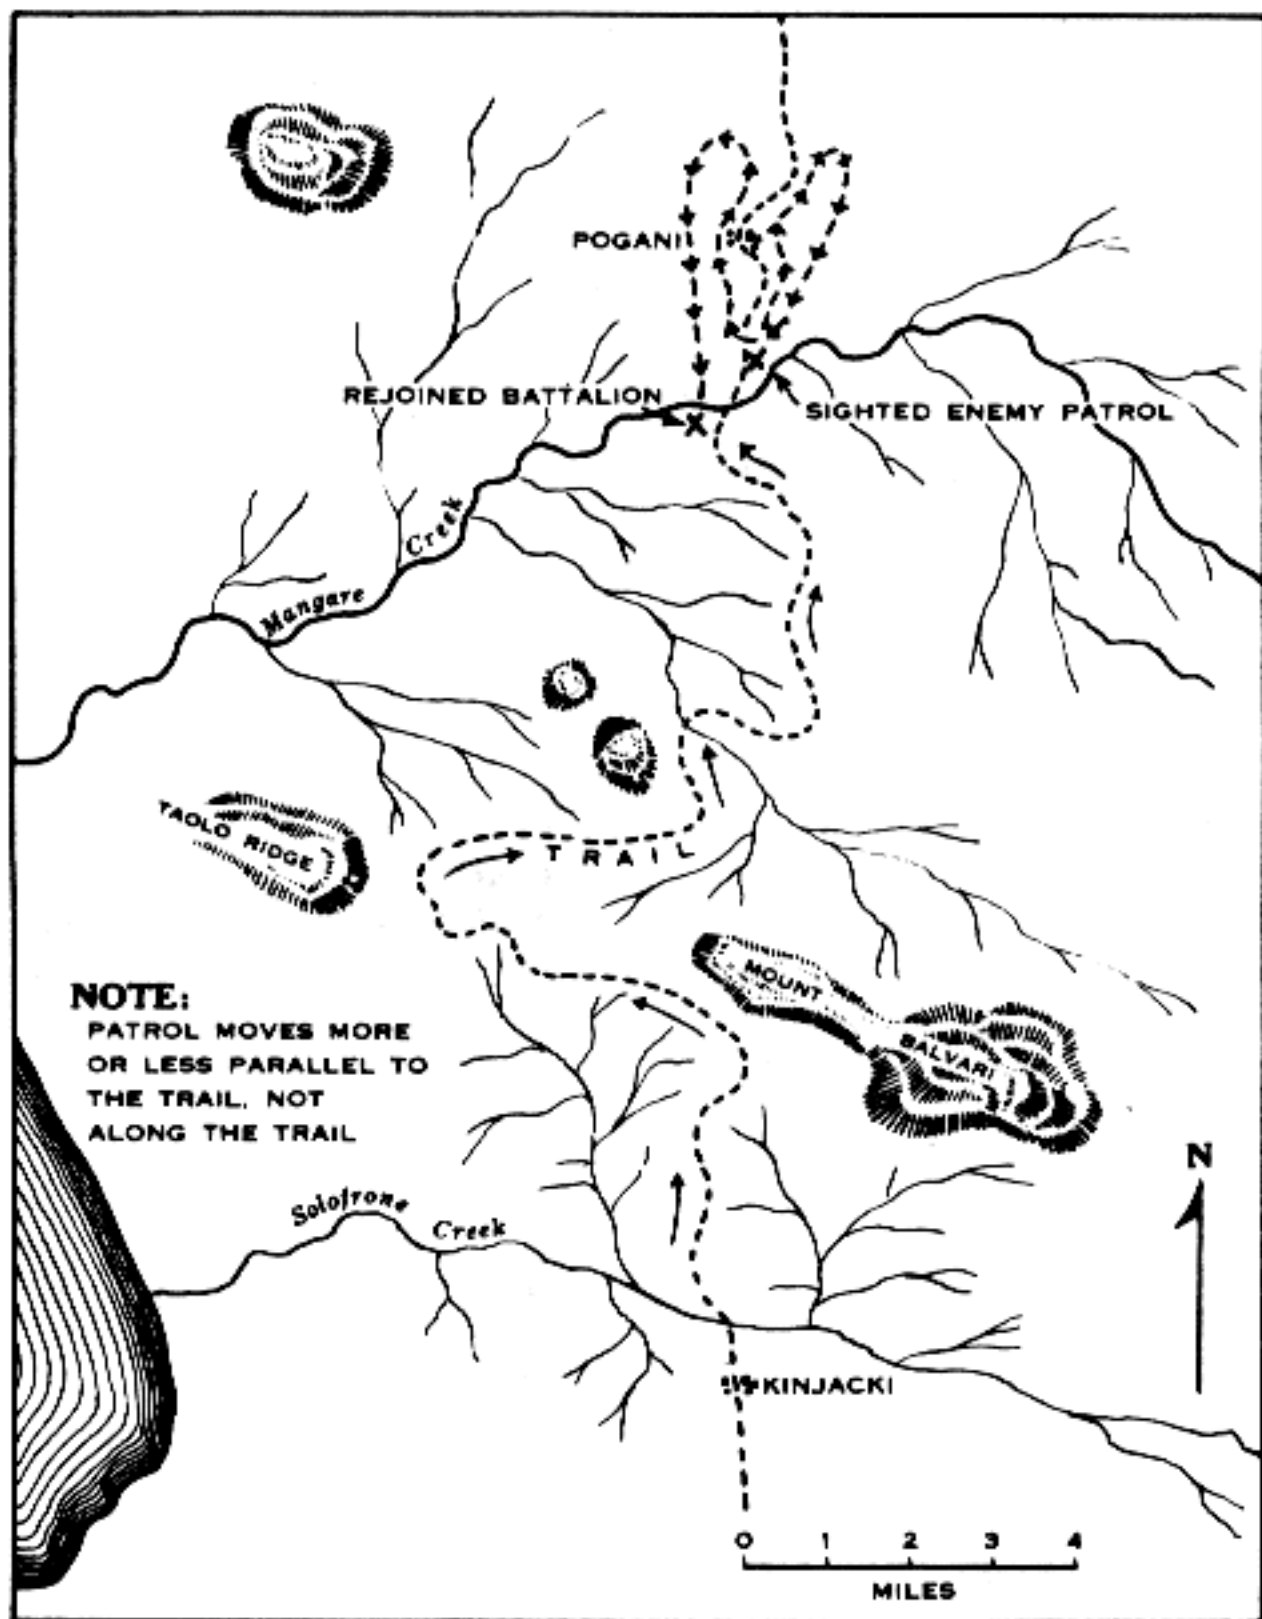 POGANI
REJOINED BATTALION
SIGHTED ENEMY PATROL
Mangare Creek
TAOLO RIDGE
TRAIL
MOUNT BALVARI
NOTE:
PATROL MOVES MORE
OR LESS PARALLEL TO
THE TRAIL, NOT
ALONG THE TRAIL
N
Solofrone Creek
KINJACKI
0 1 2 3 4
MILES